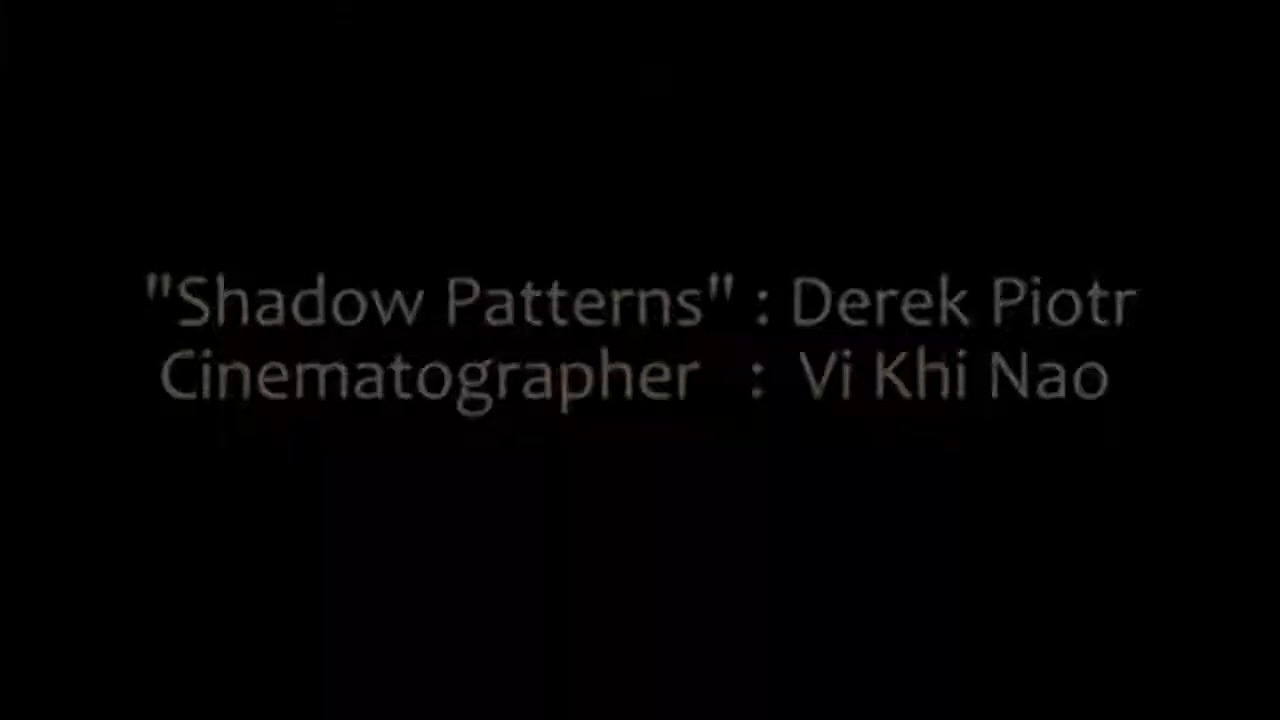 "Shadow Patterns" : Derek Piotr
Cinematographer : Vi Khi Nao